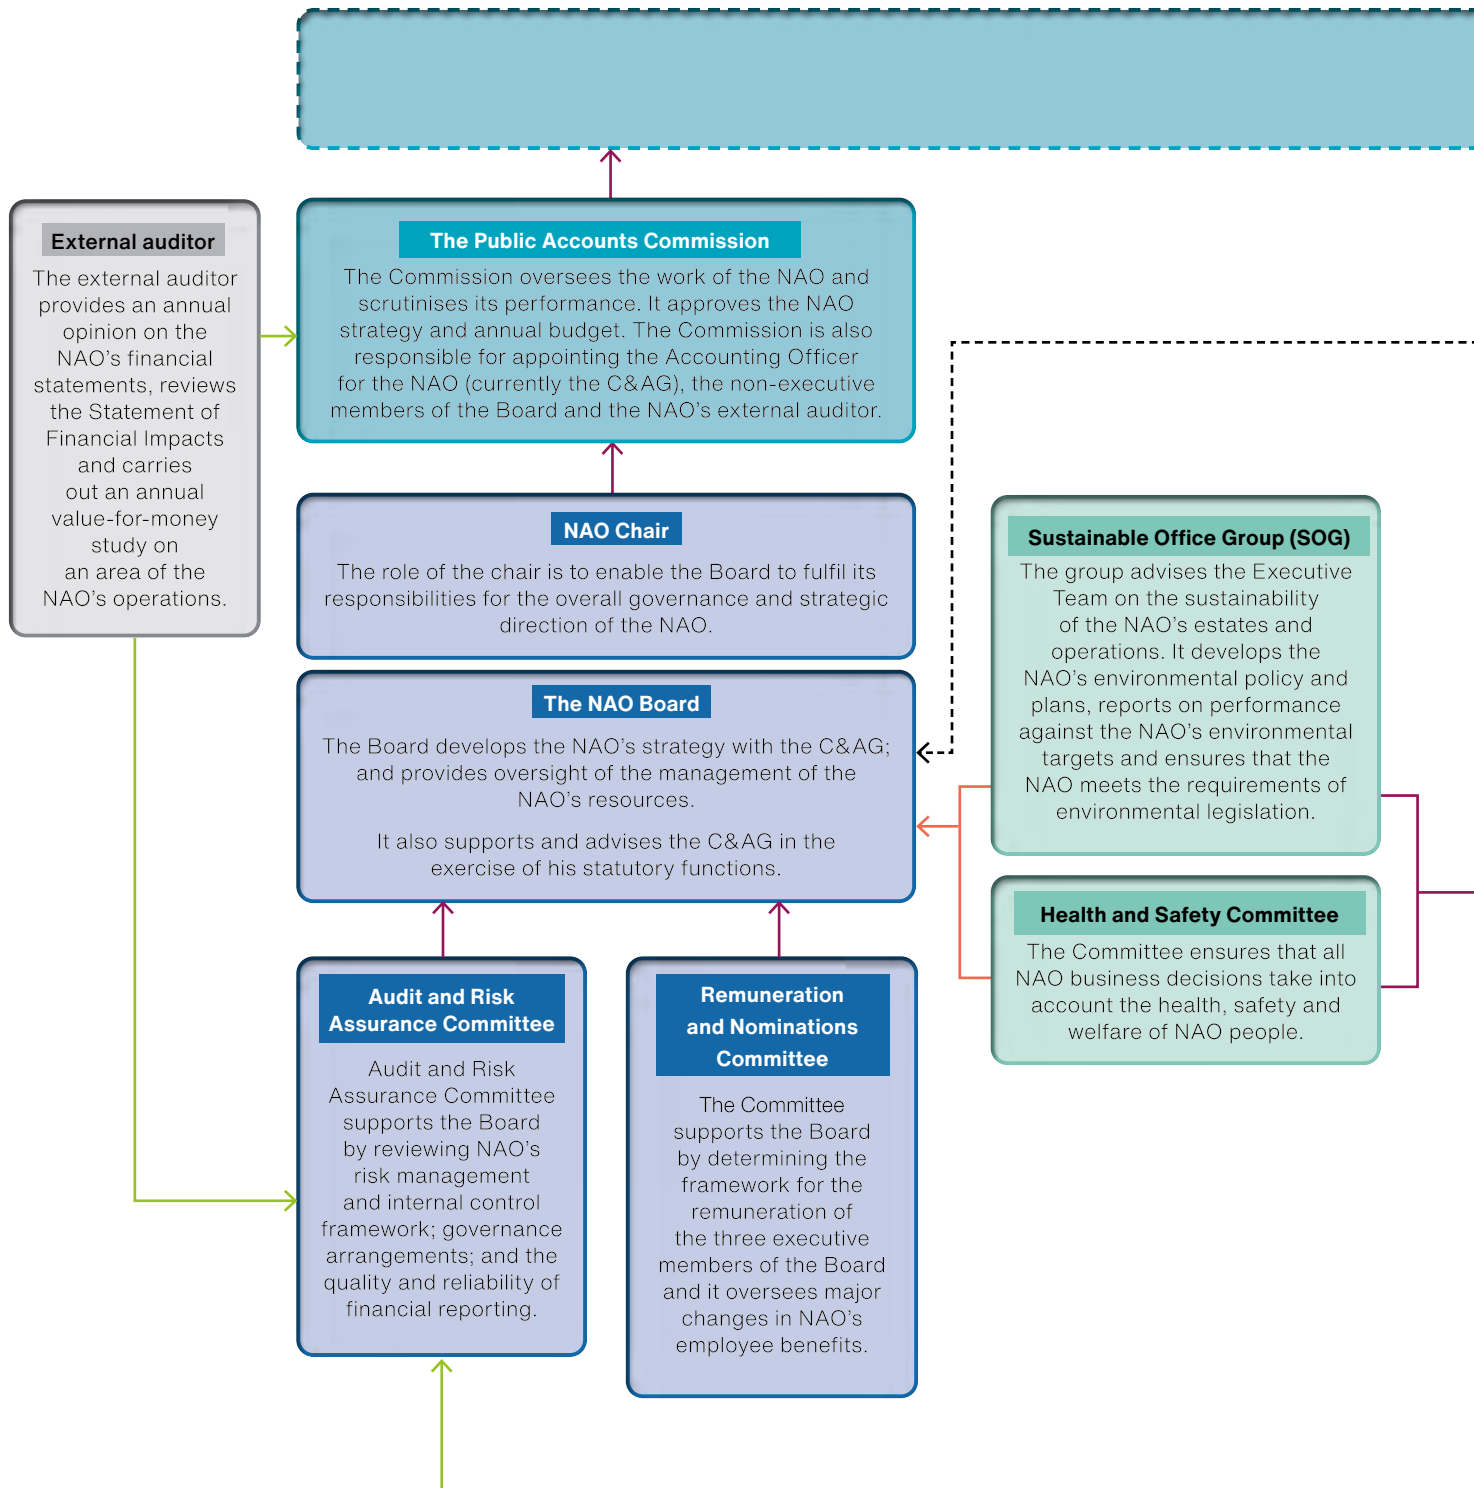 External auditor
The external auditor
provides an annual
opinion on the
NAO's financial
statements, reviews
the Statement of
Financial Impacts
and carries
out an annual
value-for-money
study on
an area of the
NAO's operations.
The Public Accounts Commission
The Commission oversees the work of the NAO and
scrutinises its performance. It approves the NAO
strategy and annual budget. The Commission is also
responsible for appointing the Accounting Officer
for the NAO (currently the C&AG), the non-executive
members of the Board and the NAO's external auditor.
NAO Chair
The role of the chair is to enable the Board to fulfil its
responsibilities for the overall governance and strategic
direction of the NAO.
The NAO Board
The Board develops the NAO's strategy with the C&AG;
and provides oversight of the management of the
NAO's resources.
It also supports and advises the C&AG in the
exercise of his statutory functions.
Sustainable Office Group (SOG)
The group advises the Executive
Team on the sustainability
of the NAO's estates and
operations. It develops the
NAO's environmental policy and
plans, reports on performance
against the NAO's environmental
targets and ensures that the
NAO meets the requirements of
environmental legislation.
Health and Safety Committee
The Committee ensures that all
NAO business decisions take into
account the health, safety and
welfare of NAO people.
Audit and Risk
Assurance Committee
Audit and Risk
Assurance Committee
supports the Board
by reviewing NAO's
risk management
and internal control
framework; governance
arrangements; and the
quality and reliability of
financial reporting.
Remuneration
and Nominations
Committee
The Committee
supports the Board
by determining the
framework for the
remuneration of
the three executive
members of the Board
and it oversees major
changes in NAO's
employee benefits.